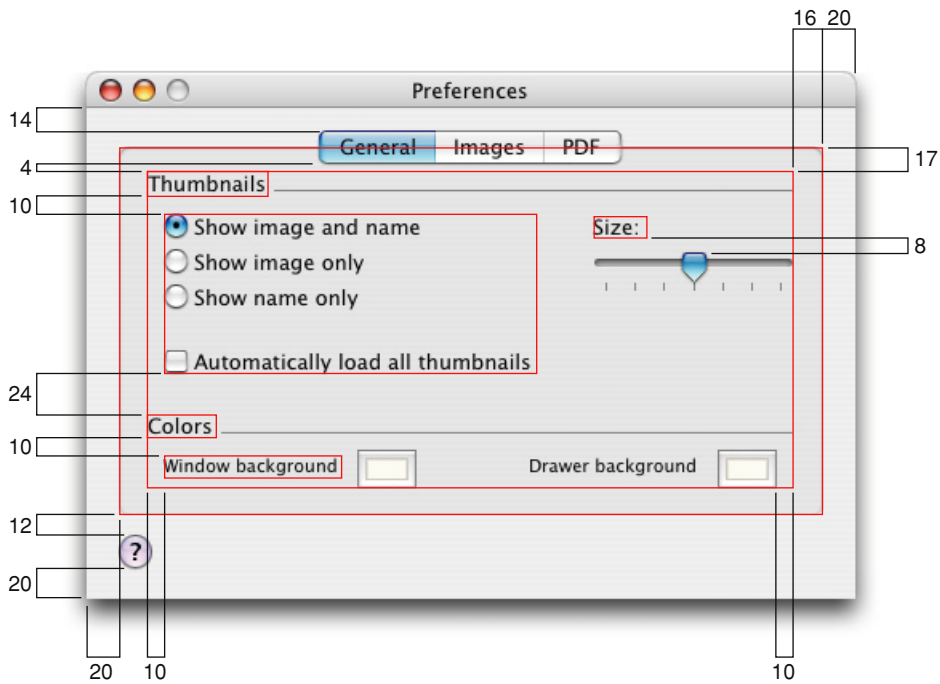 16 20
Preferences
14
General Images PDF
4
17
Thumbnails
10
Show image and name
Size:
8
Show image only
Show name only
Automatically load all thumbnails
24
Colors
10
Window background
Drawer background
12
?
20
20 10 10